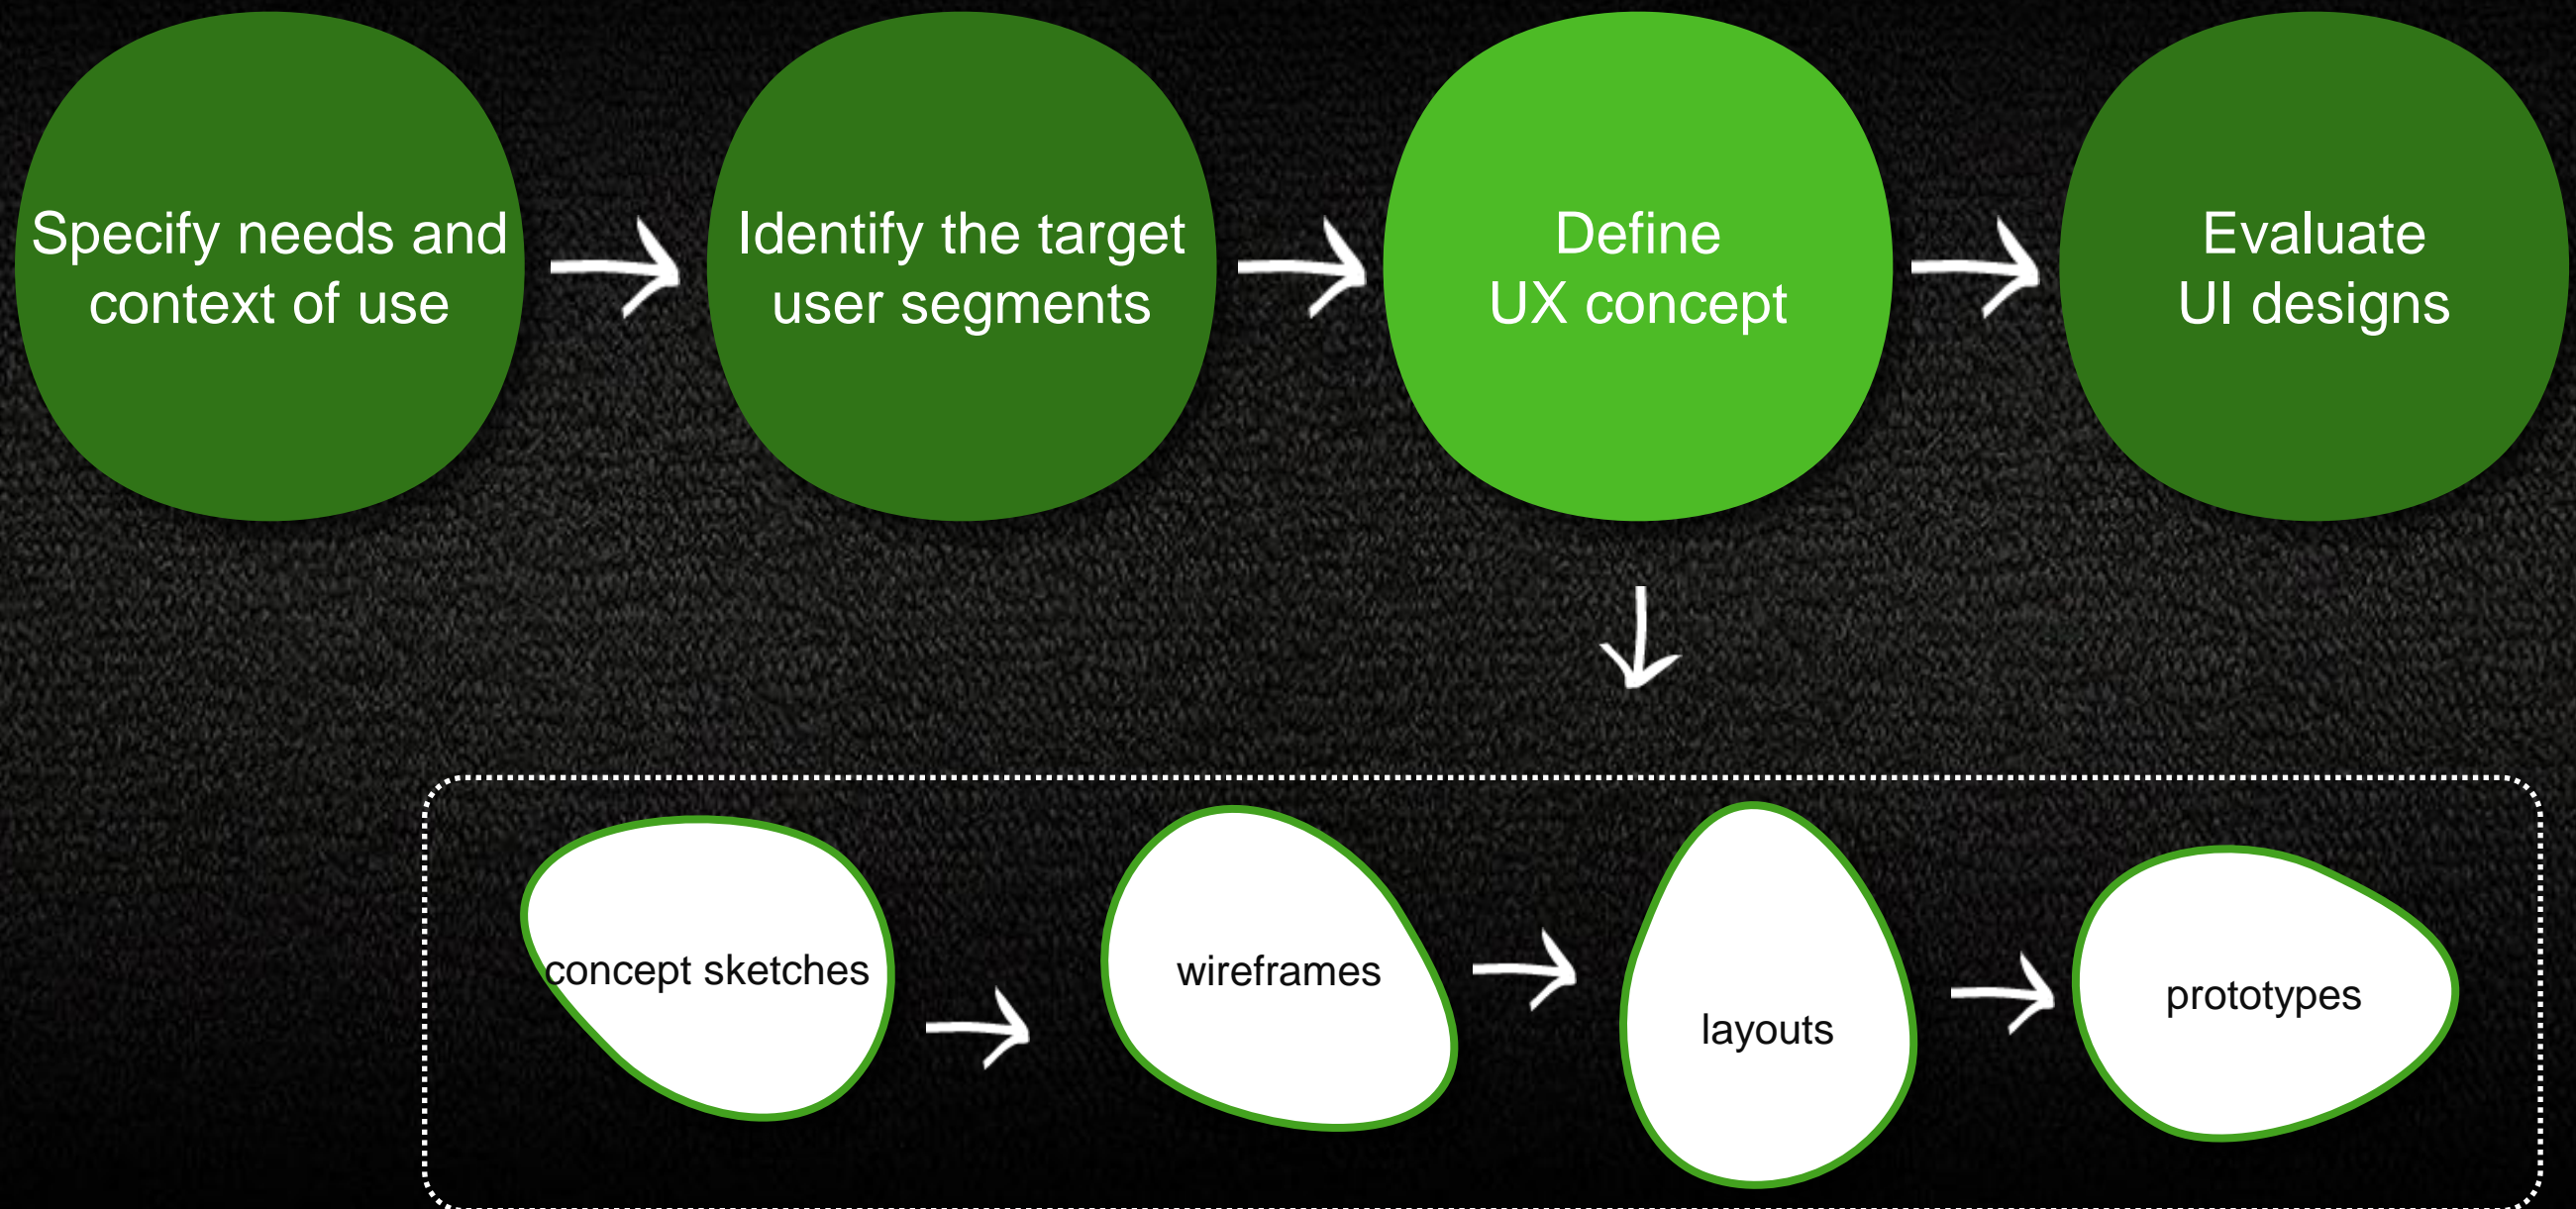 Specify needs and
context of use
Identify the target
user segments
Define
UX concept
Evaluate
UI designs
concept sketches
wireframes
layouts
prototypes